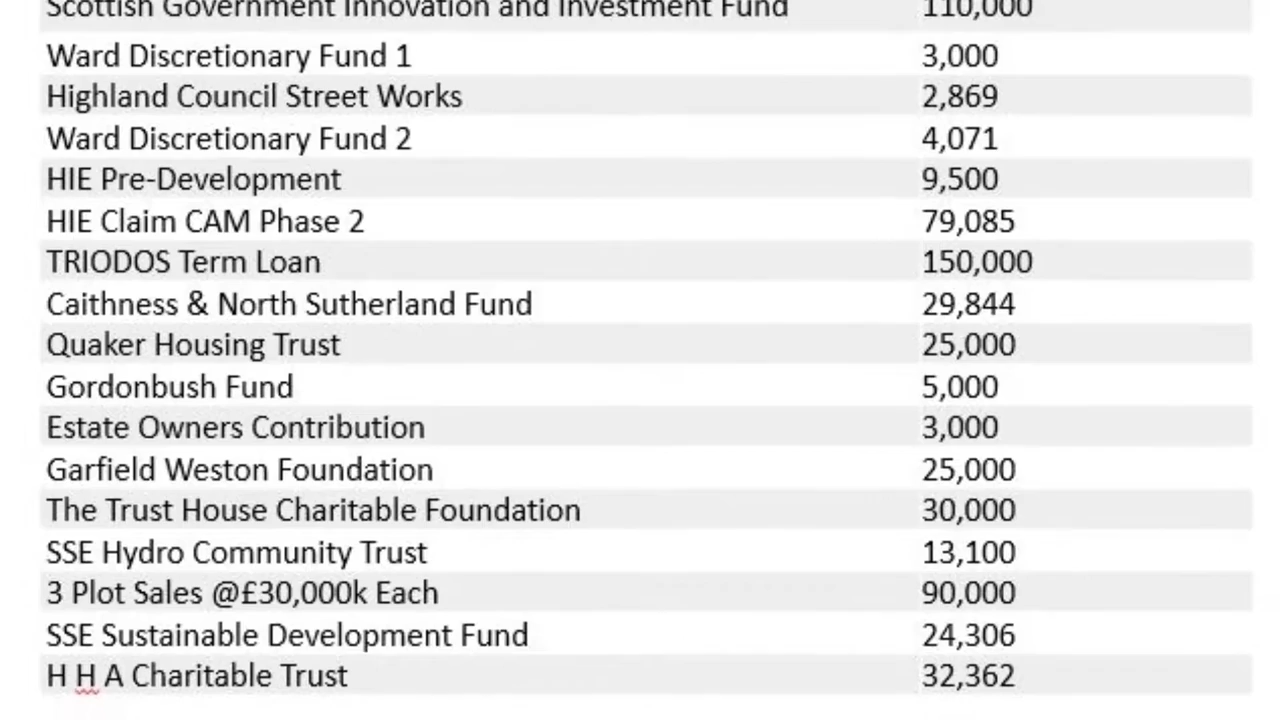 Scottish Government Innovation and Investment Fund 110,000
Ward Discretionary Fund 1 3,000
Highland Council Street Works 2,869
Ward Discretionary Fund 2 4,071
HIE Pre-Development 9,500
HIE Claim CAM Phase 2 79,085
TRIODOS Term Loan 150,000
Caithness & North Sutherland Fund 29,844
Quaker Housing Trust 25,000
Gordonbush Fund 5,000
Estate Owners Contribution 3,000
Garfield Weston Foundation 25,000
The Trust House Charitable Foundation 30,000
SSE Hydro Community Trust 13,100
3 Plot Sales @£30,000k Each 90,000
SSE Sustainable Development Fund 24,306
H H A Charitable Trust 32,362